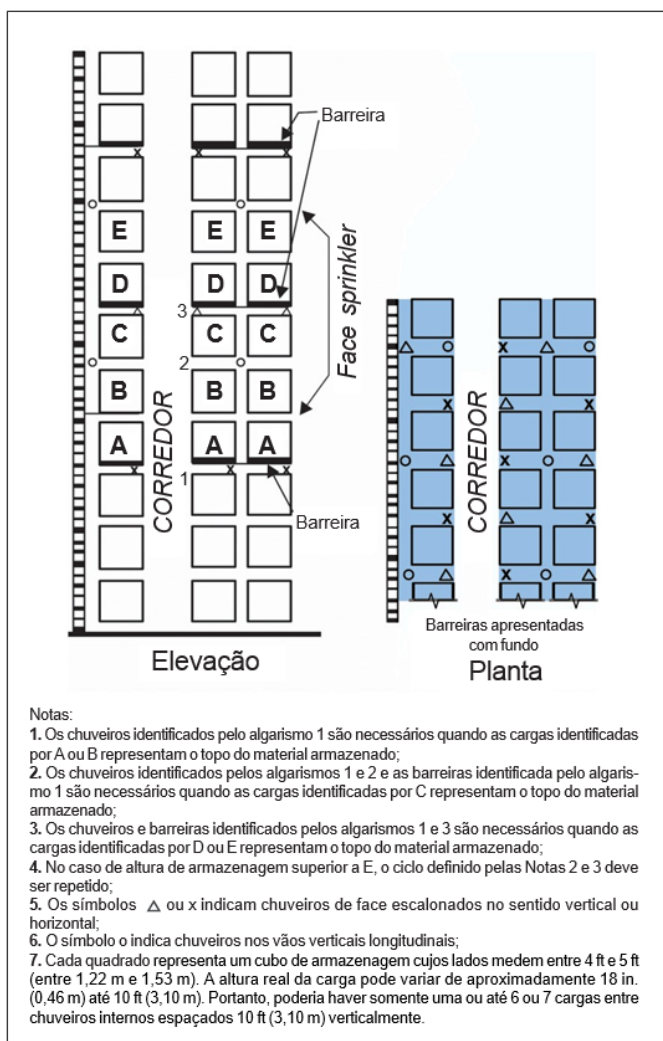 Barreira
E E E
D D D
3
C C C
2
B B B
A A A
1
CORREDOR
Face sprinkler
Barreira
Elevação
CORREDOR
Barreiras apresentadas
com fundo
Planta
Notas:
1. Os chuveiros identificados pelo algarismo 1 são necessários quando as cargas identificadas
por A ou B representam o topo do material armazenado;
2. Os chuveiros identificados pelos algarismos 1 e 2 e as barreiras identificada pelo algaris-
mo 1 são necessários quando as cargas identificadas por C representam o topo do material
armazenado;
3. Os chuveiros e barreiras identificados pelos algarismos 1 e 3 são necessários quando as
cargas identificadas por D ou E representam o topo do material armazenado;
4. No caso de altura de armazenagem superior a E, o ciclo definido pelas Notas 2 e 3 deve
ser repetido;
5. Os símbolos △ ou x indicam chuveiros de face escalonados no sentido vertical ou
horizontal;
6. O símbolo o indica chuveiros nos vãos verticais longitudinais;
7. Cada quadrado representa um cubo de armazenagem cujos lados medem entre 4 ft e 5 ft
(entre 1,22 m e 1,53 m). A altura real da carga pode variar de aproximadamente 18 in.
(0,46 m) até 10 ft (3,10 m). Portanto, poderia haver somente uma ou até 6 ou 7 cargas entre
chuveiros internos espaçados 10 ft (3,10 m) verticalmente.